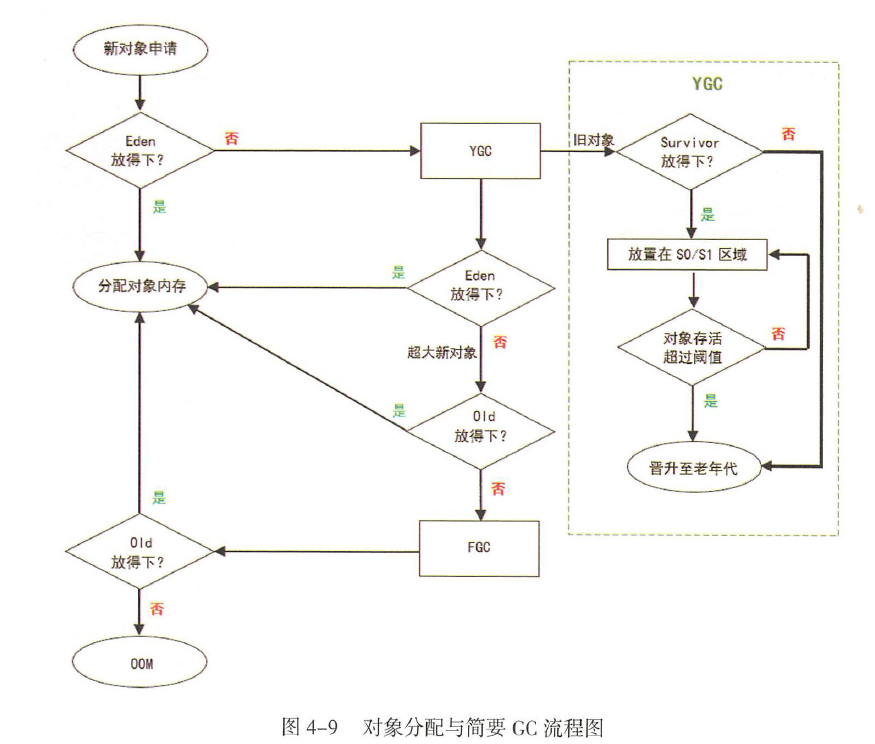 新对象申请
YGC
Eden
放得下？
否
YGC
旧对象
Survivor
放得下？
否
是
是
放置在 S0/S1 区域
分配对象内存
是
Eden
放得下？
超大新对象
否
对象存活
超过阈值
否
是
是
Old
放得下？
晋升至老年代
否
是
Old
放得下？
FGC
否
OOM
图 4-9 对象分配与简要 GC 流程图